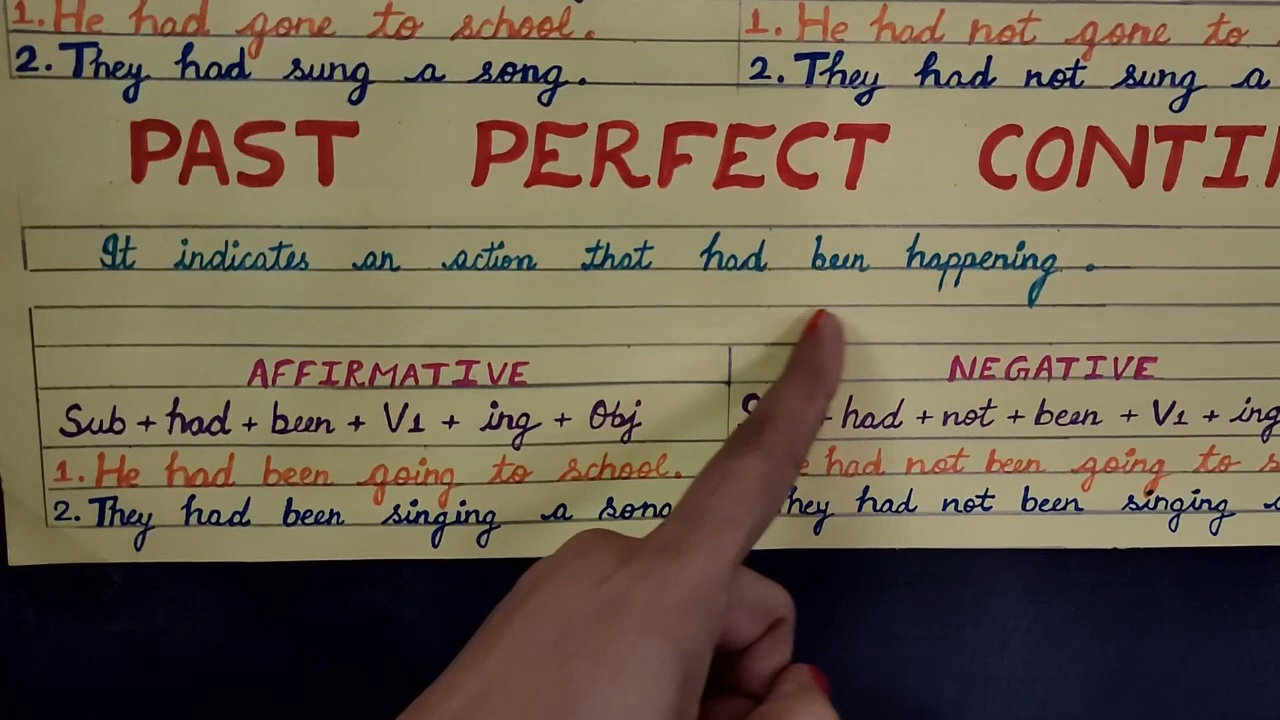 1. He had gone to school.
2. They had sung a song.
1. He had not gone to
2. They had not sung a
PAST PERFECT CONTI
It indicates an action that had been happening.
AFFIRMATIVE
Sub + had + been + V1 + ing + Obj
1. He had been going to school.
2. They had been singing a song
NEGATIVE
had + not + been + V1 + ing
had not been going to
They had not been singing